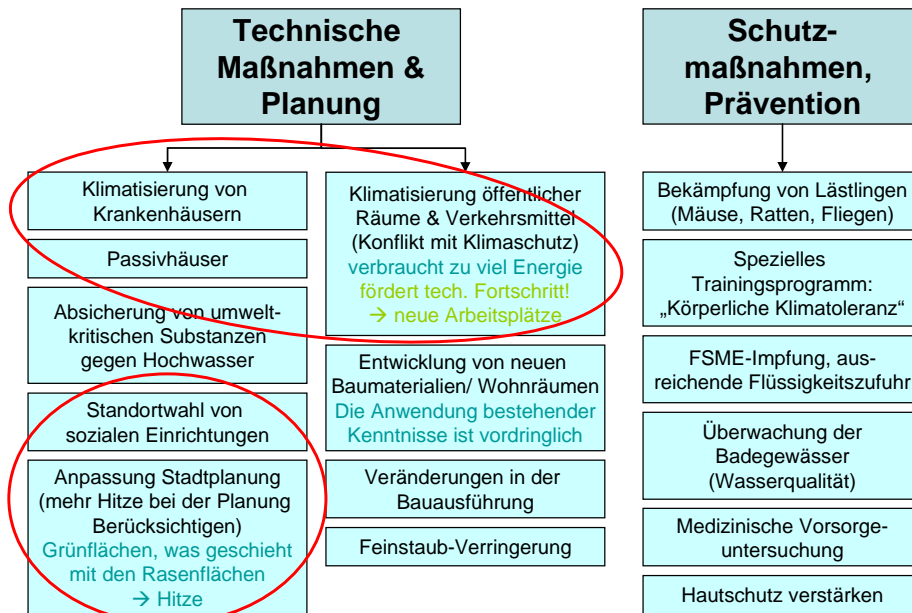 Technische
Maßnahmen &
Planung
Klimatisierung von
Krankenhäusern
Passivhäuser
Absicherung von umwelt-
kritischen Substanzen
gegen Hochwasser
Standortwahl von
sozialen Einrichtungen
Anpassung Stadtplanung
(mehr Hitze bei der Planung
Berücksichtigen)
Grünflächen, was geschieht
mit den Rasenflächen
→ Hitze
Klimatisierung öffentlicher
Räume & Verkehrsmittel
(Konflikt mit Klimaschutz)
verbraucht zu viel Energie
fördert tech. Fortschritt!
→ neue Arbeitsplätze
Entwicklung von neuen
Baumaterialien/ Wohnräumen
Die Anwendung bestehender
Kenntnisse ist vordringlich
Veränderungen in der
Bauausführung
Feinstaub-Verringerung
Schutz-
maßnahmen,
Prävention
Bekämpfung von Lästlingen
(Mäuse, Ratten, Fliegen)
Spezielles
Trainingsprogramm:
„Körperliche Klimatoleranz“
FSME-Impfung, aus-
reichende Flüssigkeitszufuhr
Überwachung der
Badegewässer
(Wasserqualität)
Medizinische Vorsorge-
untersuchung
Hautschutz verstärken